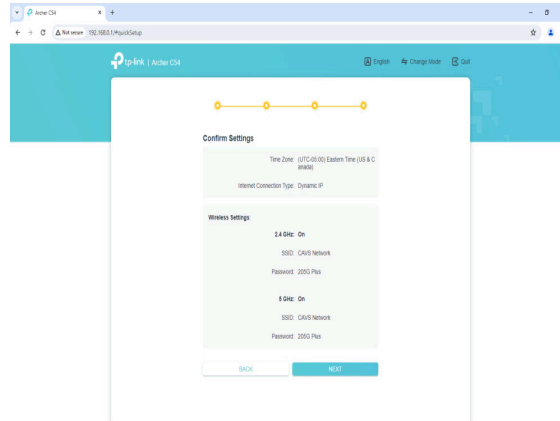 Archer C54
Not secure 192.168.0.1/#quickSetup
tp-link | Archer C54
English Change Mode Quit
Confirm Settings
Time Zone: (UTC-05:00) Eastern Time (US & C
anada)
Internet Connection Type: Dynamic IP
Wireless Settings
2.4 GHz: On
SSID: CAVS Network
Password: 205G Plus
5 GHz: On
SSID: CAVS Network
Password: 205G Plus
BACK NEXT